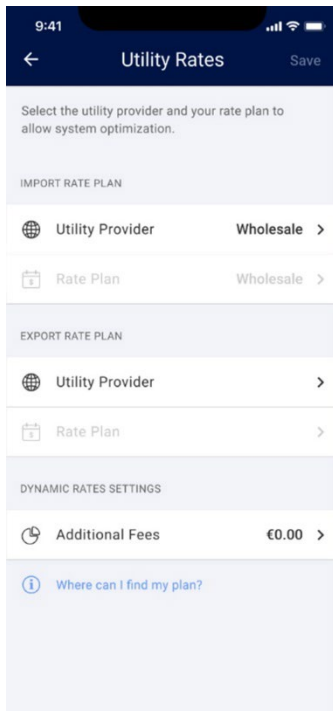 9:41
Utility Rates Save
Select the utility provider and your rate plan to
allow system optimization.
IMPORT RATE PLAN
Utility Provider Wholesale
$ Rate Plan Wholesale
EXPORT RATE PLAN
Utility Provider
$ Rate Plan
DYNAMIC RATES SETTINGS
Additional Fees €0.00
i Where can I find my plan?